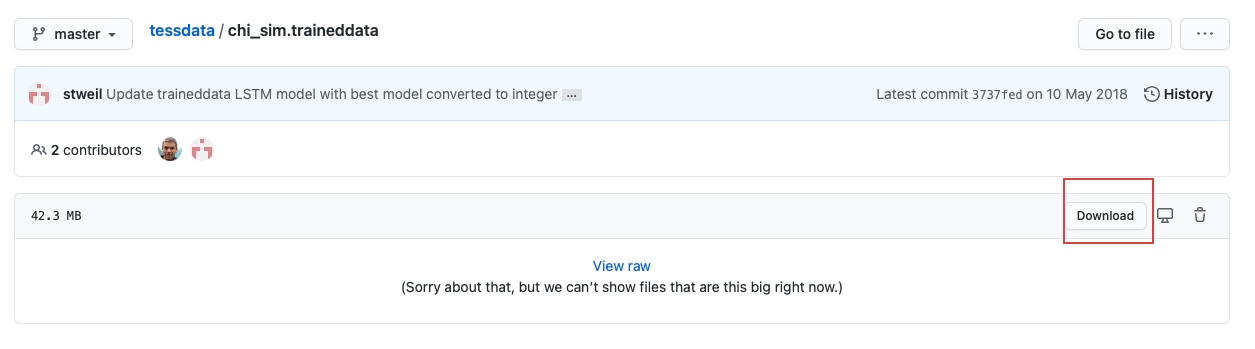 master tessdata / chi_sim.traineddata Go to file ...
stweil Update traineddata LSTM model with best model converted to integer ... Latest commit 3737fed on 10 May 2018 History
2 contributors
42.3 MB Download
View raw
(Sorry about that, but we can’t show files that are this big right now.)